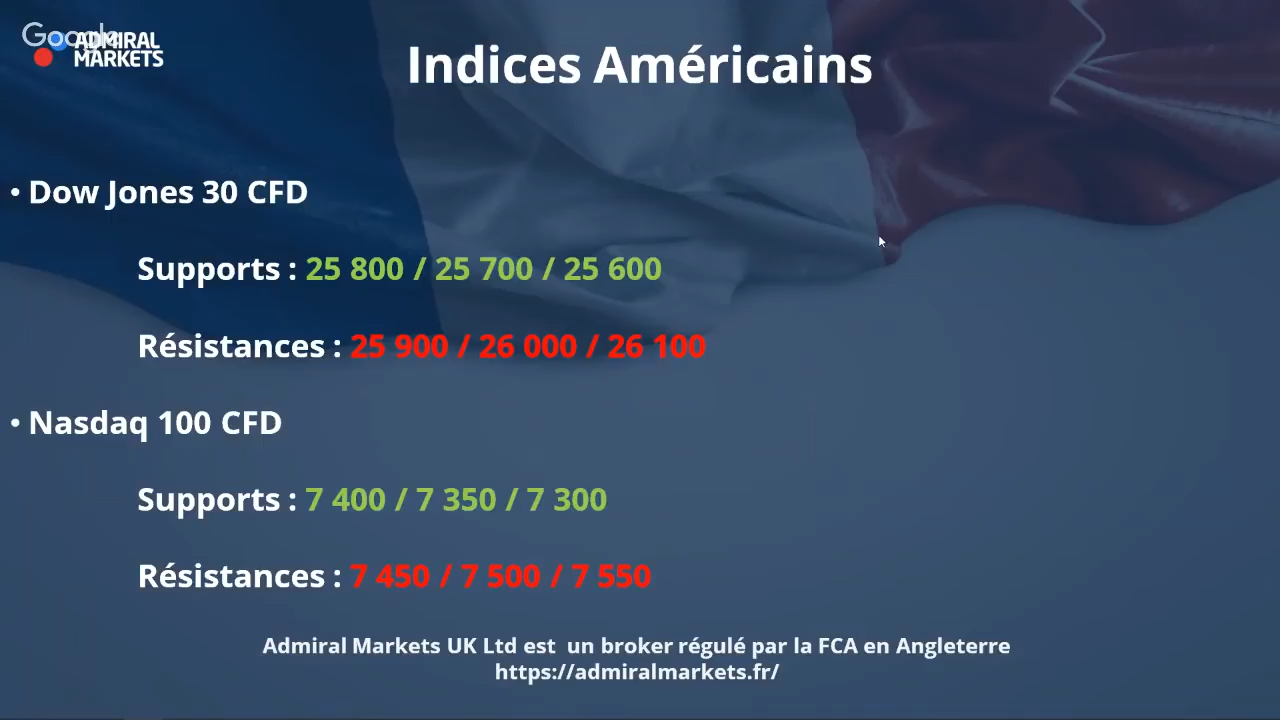 Google
ADMIRAL
MARKETS
Indices Américains
• Dow Jones 30 CFD
Supports : 25 800 / 25 700 / 25 600
Résistances : 25 900 / 26 000 / 26 100
• Nasdaq 100 CFD
Supports : 7 400 / 7 350 / 7 300
Résistances : 7 450 / 7 500 / 7 550
Admiral Markets UK Ltd est  un broker régulé par la FCA en Angleterre
https://admiralmarkets.fr/